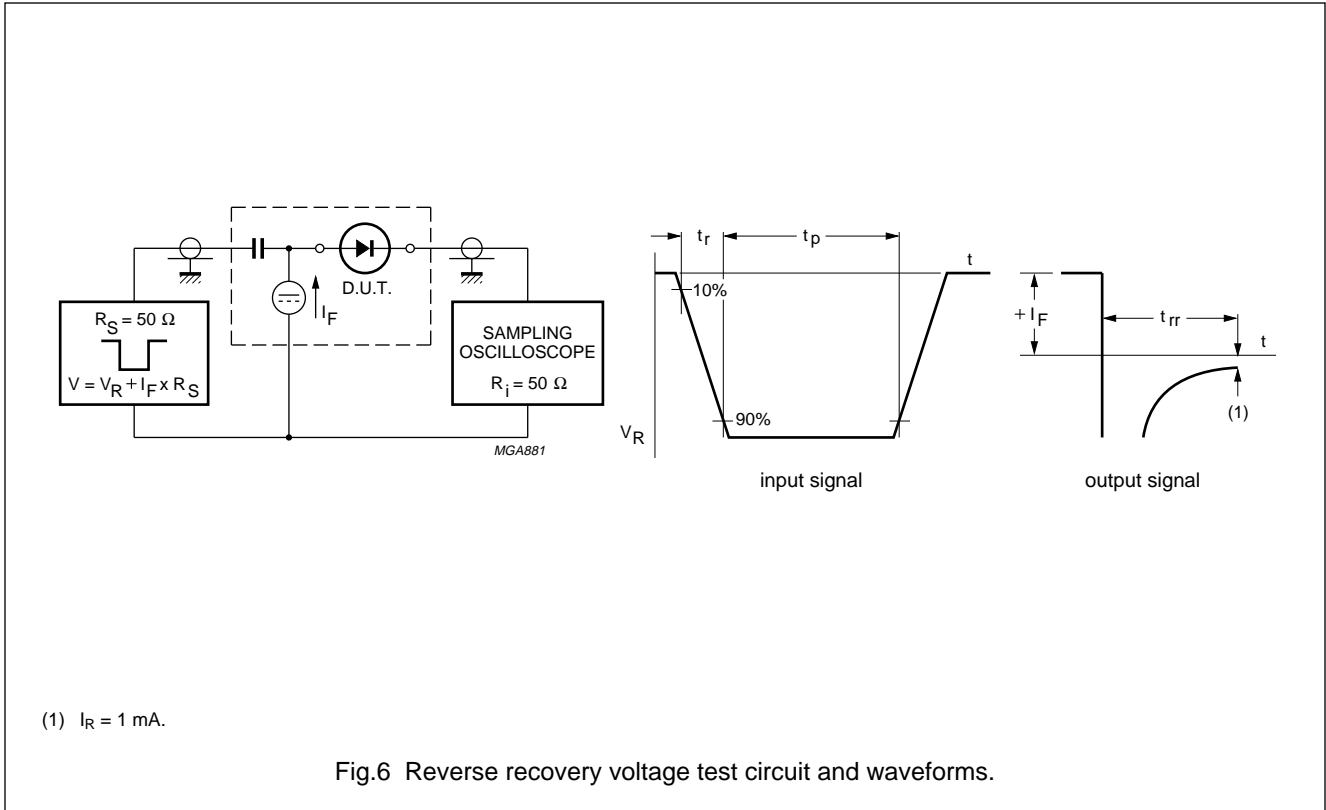 R_S = 50 Ω
V = V_R + I_F x R_S
I_F
D.U.T.
SAMPLING
OSCILLOSCOPE
R_i = 50 Ω
MGA881
t_r
t_p
t
10%
90%
V_R
input signal
+ I_F
t_rr
t
(1)
output signal
(1) I_R = 1 mA.
Fig.6 Reverse recovery voltage test circuit and waveforms.